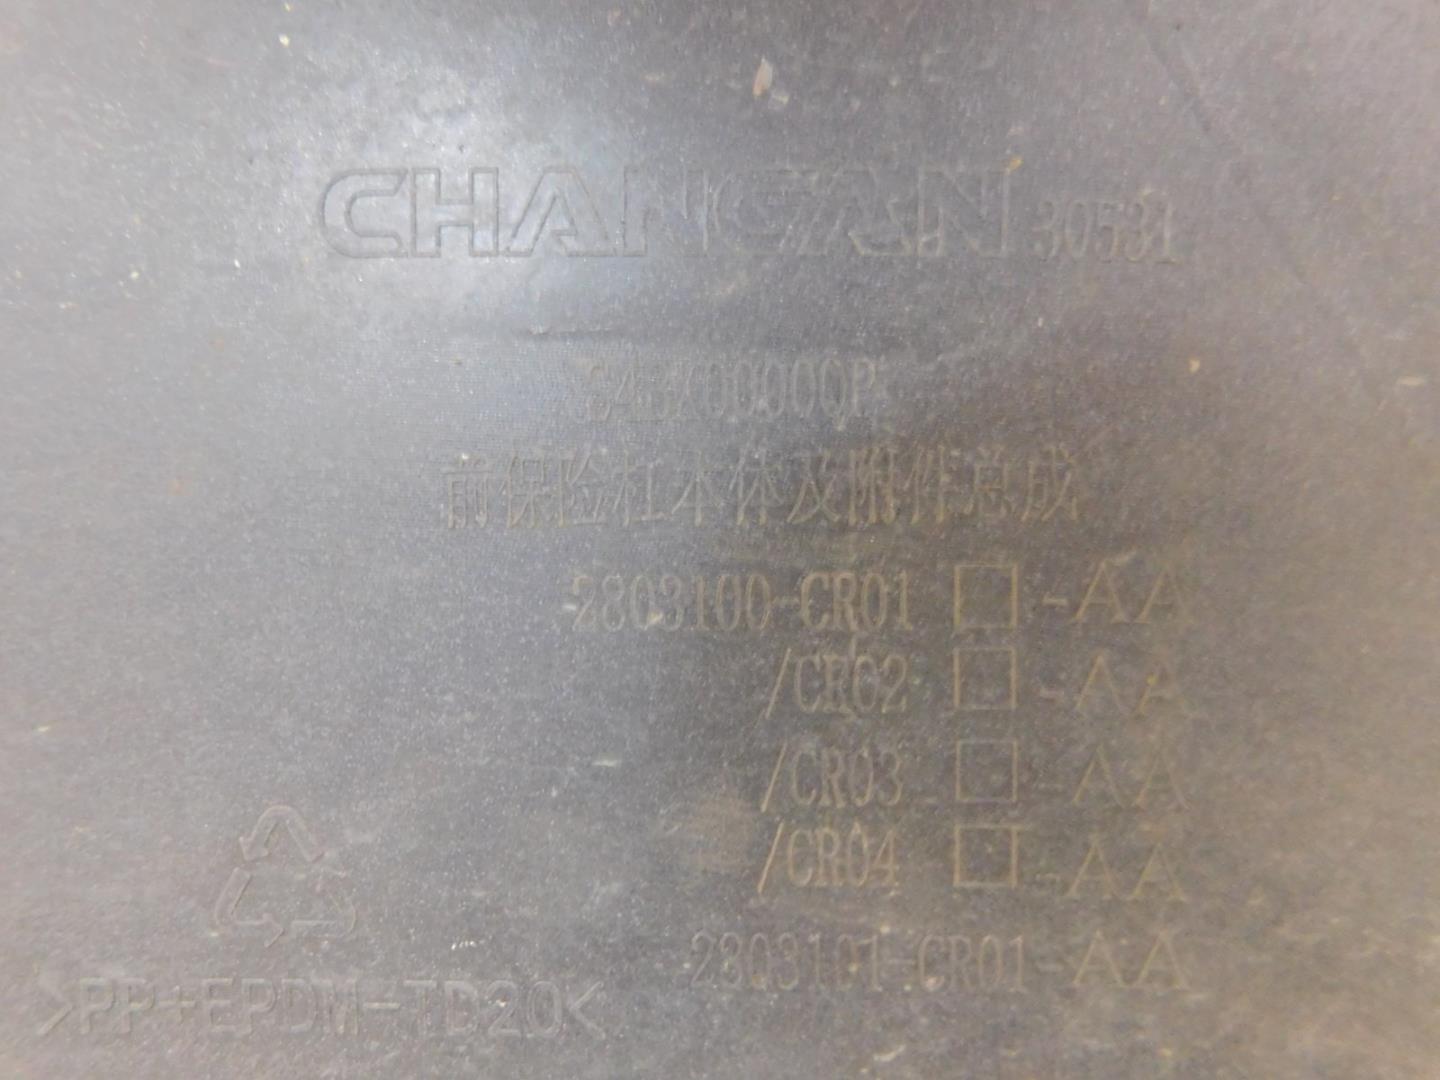 CHANGAN 30531
S4BK00000QP
前保险杠本体及附件总成
2803100-CR01 □-AA
/CR02 □-AA
/CR03 □-AA
/CR04 □-AA
2803101-CR01-AA
>PP+EPDM-TD20<